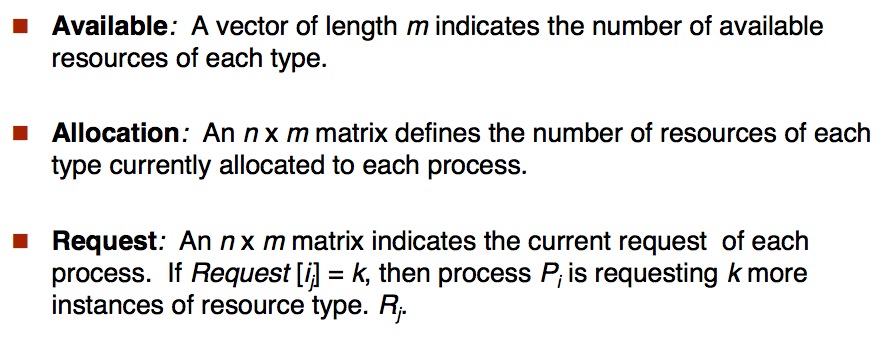 ■ Available: A vector of length m indicates the number of available
resources of each type.
■ Allocation: An n x m matrix defines the number of resources of each
type currently allocated to each process.
■ Request: An n x m matrix indicates the current request of each
process. If Request [ij] = k, then process Pi is requesting k more
instances of resource type. Rj.